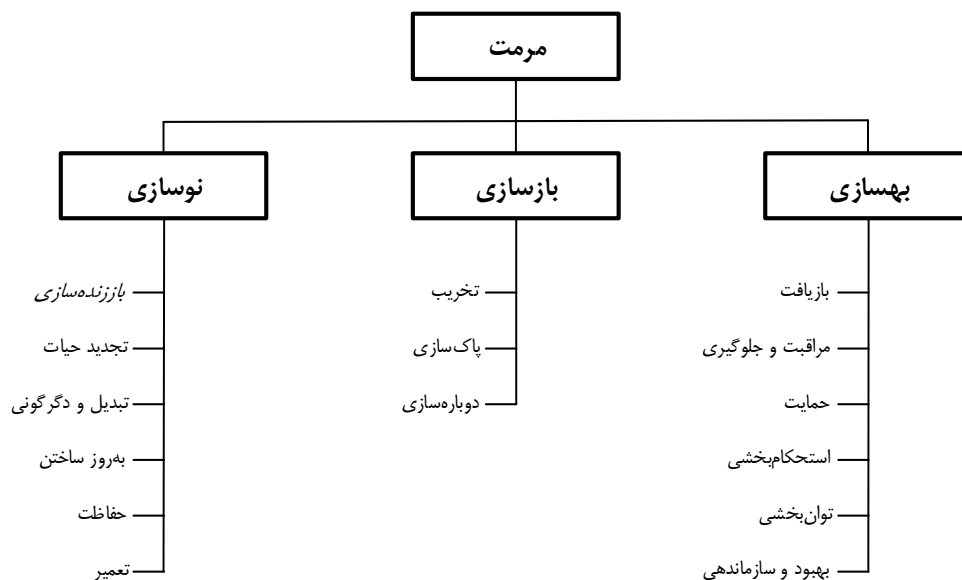 مرمت
بهسازی
بازیافت
مراقبت و جلوگیری
حمایت
استحکام‌بخشی
توان‌بخشی
بهبود و سازماندهی
بازسازی
تخریب
پاک‌سازی
دوباره‌سازی
نوسازی
باززنده‌سازی
تجدید حیات
تبدیل و دگرگونی
به‌روز ساختن
حفاظت
تعمیر